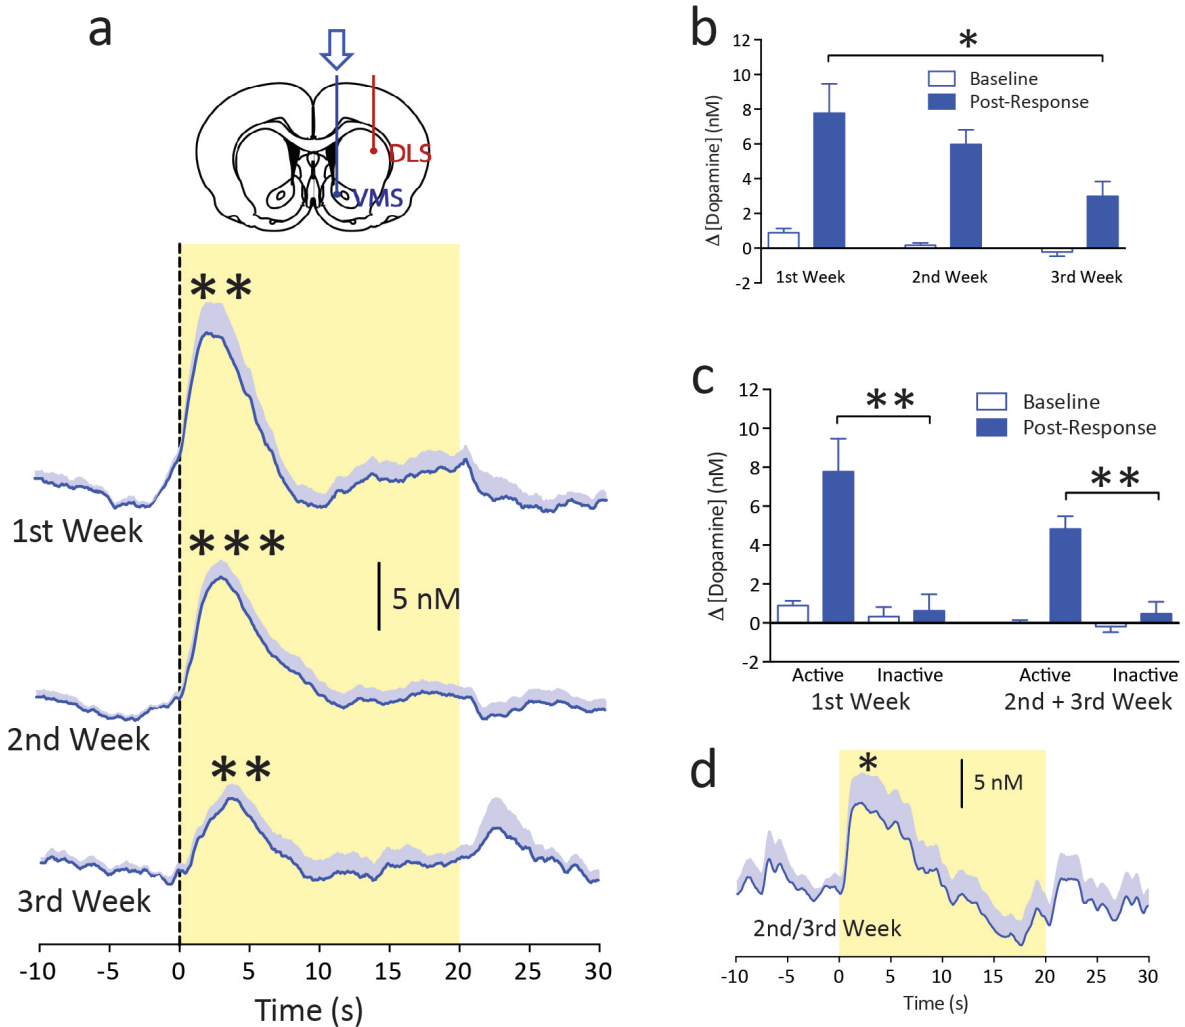 a
DLS
VMS
**
1st Week
***
5 nM
2nd Week
**
3rd Week
-10 0 5 10 15 20 25 30
Time (s)
b
12
10
8
6
4
2
0
-2
Δ [Dopamine] (nM)
*
Baseline
Post-Response
1st Week 2nd Week 3rd Week
c
12
10
8
6
4
2
0
-2
Δ [Dopamine] (nM)
**
Baseline
Post-Response
**
Active Inactive Active Inactive
1st Week 2nd + 3rd Week
d
*
5 nM
2nd/3rd Week
-10 -5 0 5 10 15 20 25 30
Time (s)